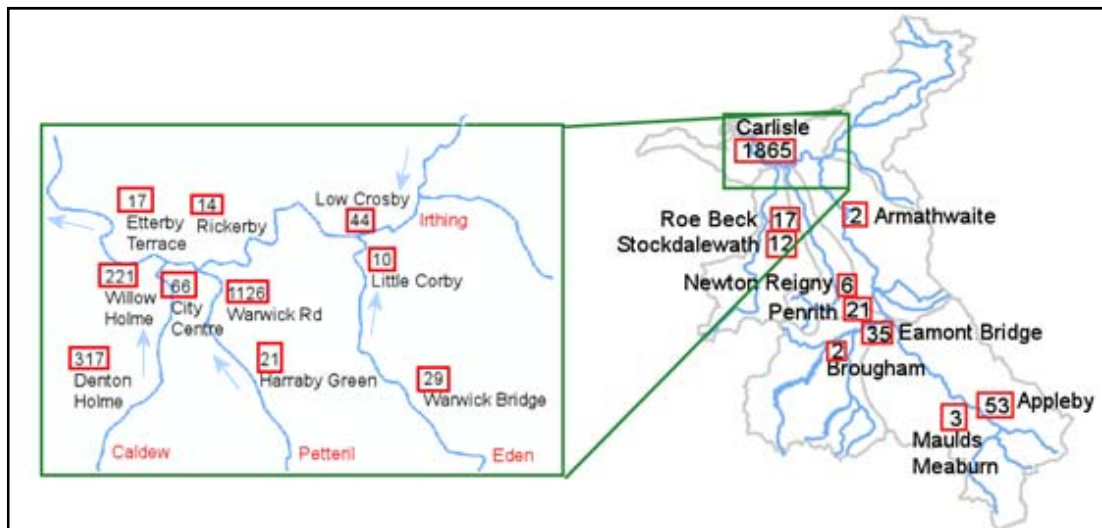 17
Etterby
Terrace
14
Rickerby
Low Crosby
44
Irthing
10
Little Corby
221
Willow
Holme
66
City
Centre
1126
Warwick Rd
317
Denton
Holme
21
Harraby Green
29
Warwick Bridge
Caldew
Petteril
Eden
Carlisle
1865
Roe Beck 17
2 Armathwaite
Stockdalewath 12
Newton Reigny 6
Penrith 21
35 Eamont Bridge
2
Brougham
53 Appleby
3
Maulds
Meaburn